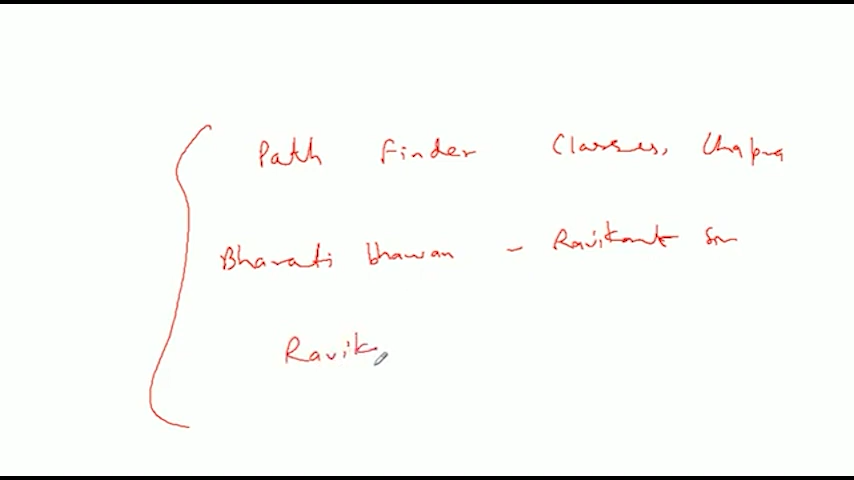 Path Finder Classes, Chapra
Bharati bhawan - Ravikant Sir
Ravik